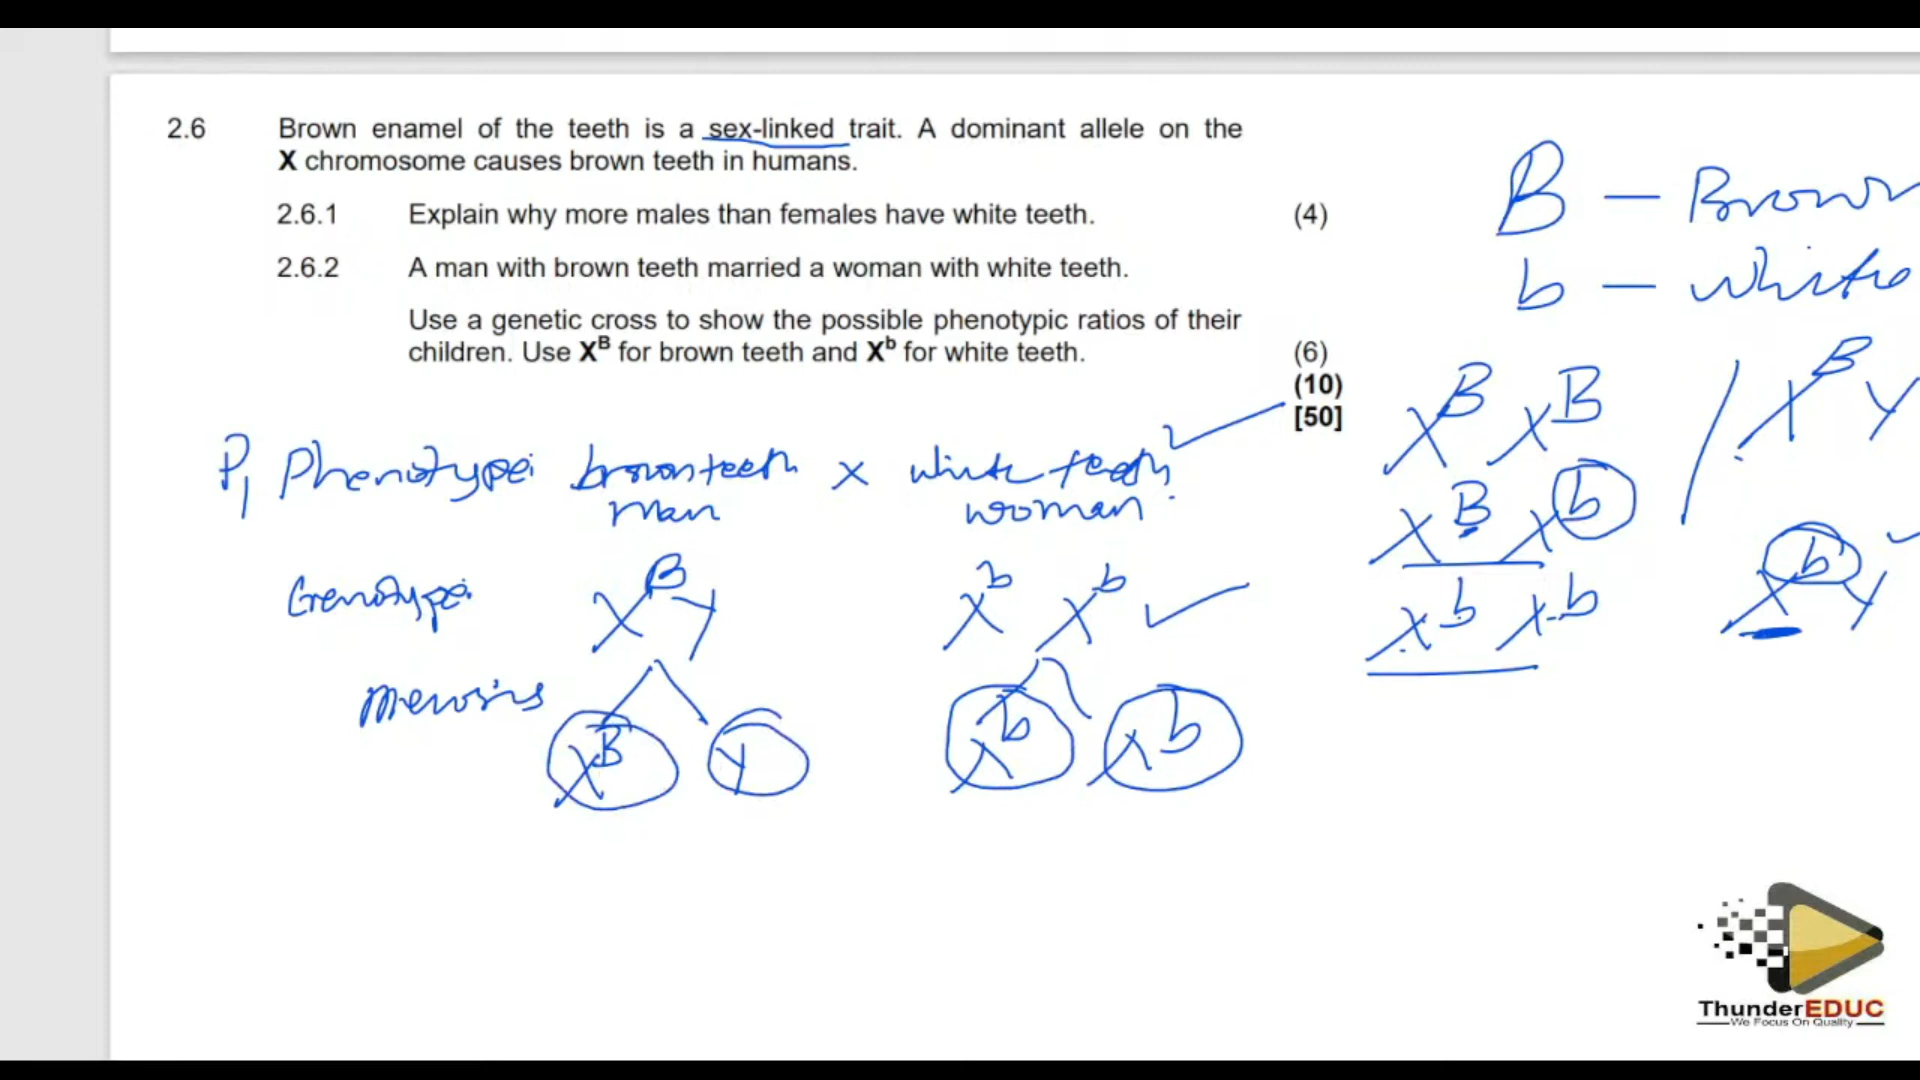 2.6 Brown enamel of the teeth is a sex-linked trait. A dominant allele on the
X chromosome causes brown teeth in humans.
2.6.1 Explain why more males than females have white teeth. (4)
2.6.2 A man with brown teeth married a woman with white teeth.
Use a genetic cross to show the possible phenotypic ratios of their
children. Use X^B for brown teeth and X^b for white teeth. (6)
(10)
[50]
B — Brown
b — white
X^B X^B / X^B Y
X^B X^b
X^b Y
X^b X^b
P1 Phenotype: brown teeth x white teeth
man woman
Genotype: X^B Y X^b X^b
Meiosis
X^B Y X^b X^b
ThunderEDUC
We Focus On Quality